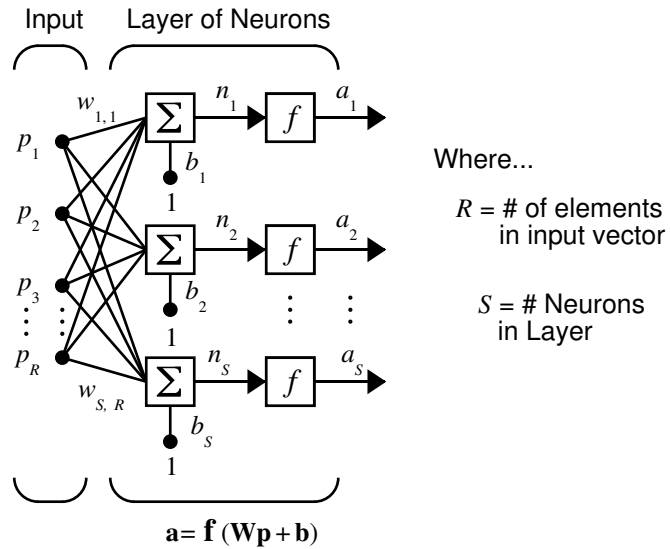 Input Layer of Neurons
w1,1 n1 a1
Σ f
p1
b1
1
p2
n2 a2
Σ f
p3
b2
1
pR
nS aS
Σ f
wS, R
bS
1
a= f (Wp+b)
Where...
R = # of elements
in input vector
S = # Neurons
in Layer